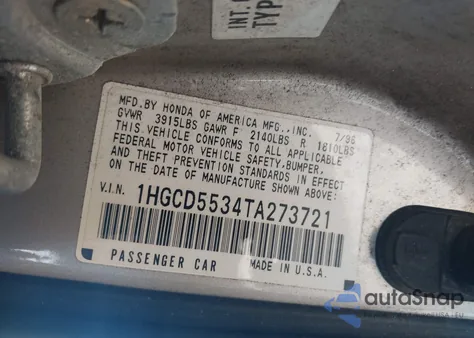 INT.
TYP
MFD.BY HONDA OF AMERICA MFG.,INC. 7/96
GVWR 3915LBS GAWR F 2140LBS R 1810LBS
THIS VEHICLE CONFORMS TO ALL APPLICABLE
FEDERAL MOTOR VEHICLE SAFETY,BUMPER,
AND THEFT PREVENTION STANDARDS IN EFFECT
ON THE DATE OF MANUFACTURE SHOWN ABOVE:
V.I.N. 1HGCD5534TA273721
PASSENGER CAR MADE IN U.S.A.
autoSnap